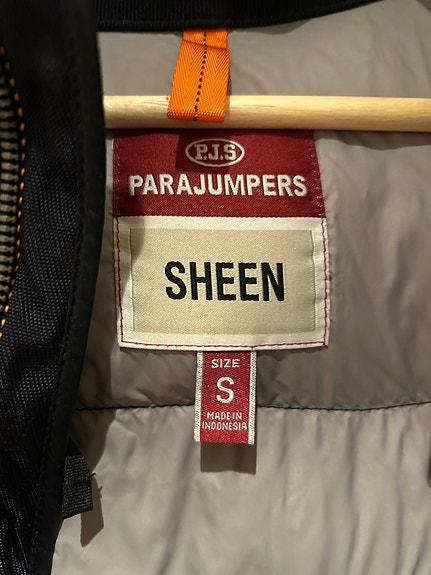 P.J.S
PARAJUMPERS
SHEEN
SIZE
S
MADE IN
INDONESIA